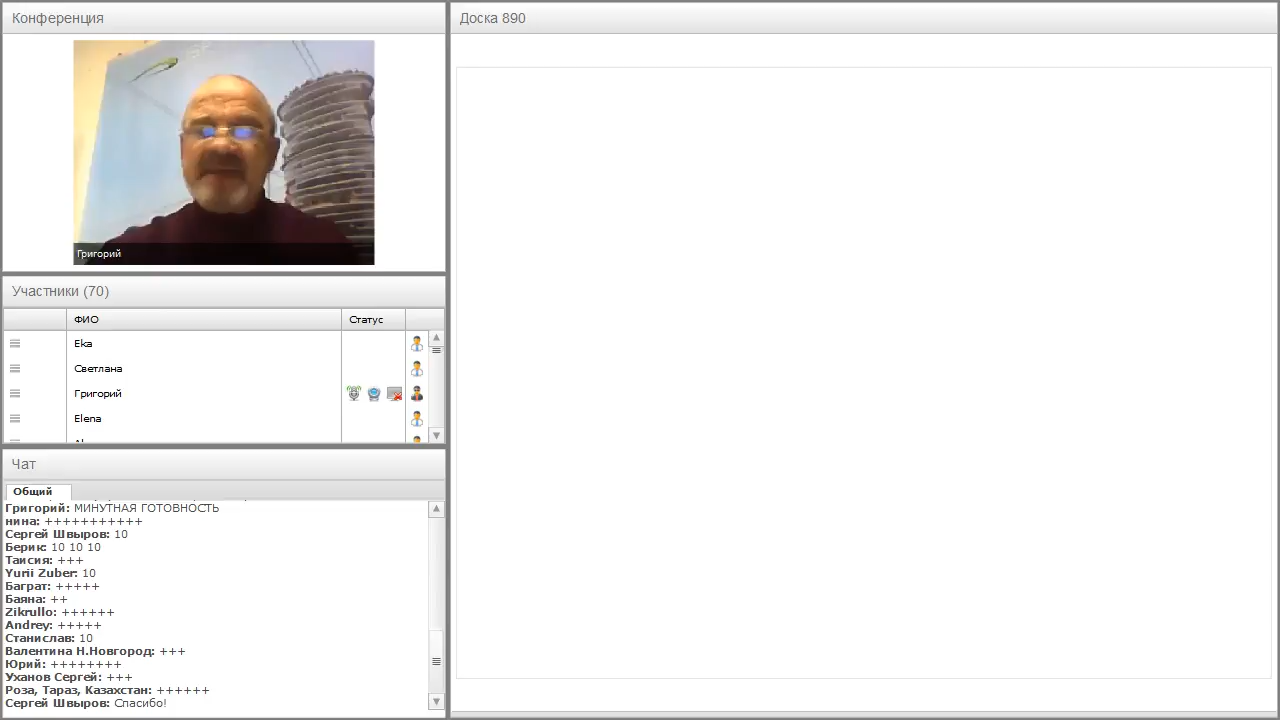 Конференция
Григорий
Участники (70)
ФИО
Статус
Eka
Светлана
Григорий
Elena
Чат
Общий
Григорий: МИНУТНАЯ ГОТОВНОСТЬ
нина: +++++++++++
Сергей Швыров: 10
Берик: 10 10 10
Таисия: +++
Yurii Zuber: 10
Баграт: +++++
Баяна: ++
Zikrullo: ++++++
Andrey: +++++
Станислав: 10
Валентина Н.Новгород: +++
Юрий: ++++++++
Уханов Сергей: +++
Роза, Тараз, Казахстан: ++++++
Сергей Швыров: Спасибо!
Доска 890